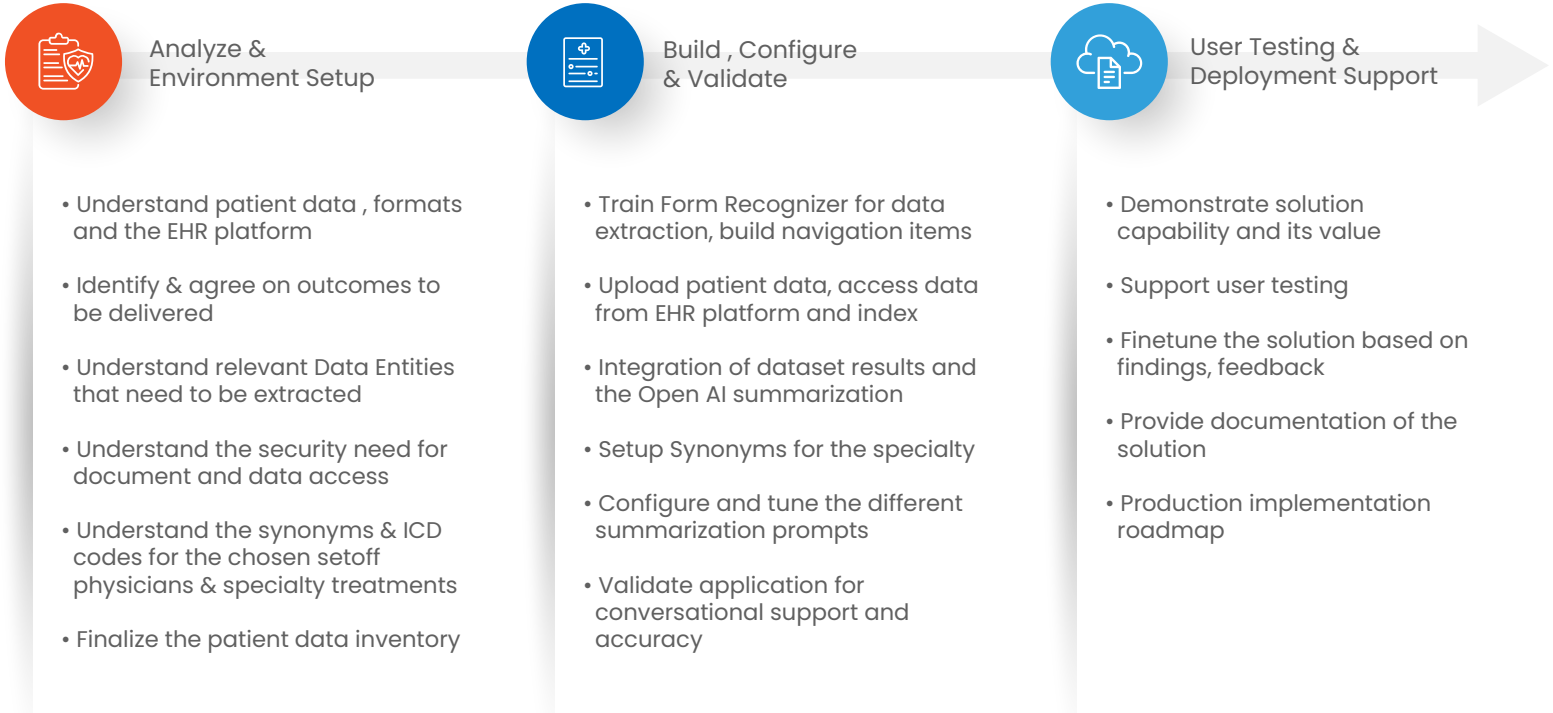 Analyze &
Environment Setup
• Understand patient data , formats
and the EHR platform
• Identify & agree on outcomes to
be delivered
• Understand relevant Data Entities
that need to be extracted
• Understand the security need for
document and data access
• Understand the synonyms & ICD
codes for the chosen setoff
physicians & specialty treatments
• Finalize the patient data inventory
Build , Configure
& Validate
• Train Form Recognizer for data
extraction, build navigation items
• Upload patient data, access data
from EHR platform and index
• Integration of dataset results and
the Open AI summarization
• Setup Synonyms for the specialty
• Configure and tune the different
summarization prompts
• Validate application for
conversational support and
accuracy
User Testing &
Deployment Support
• Demonstrate solution
capability and its value
• Support user testing
• Finetune the solution based on
findings, feedback
• Provide documentation of the
solution
• Production implementation
roadmap